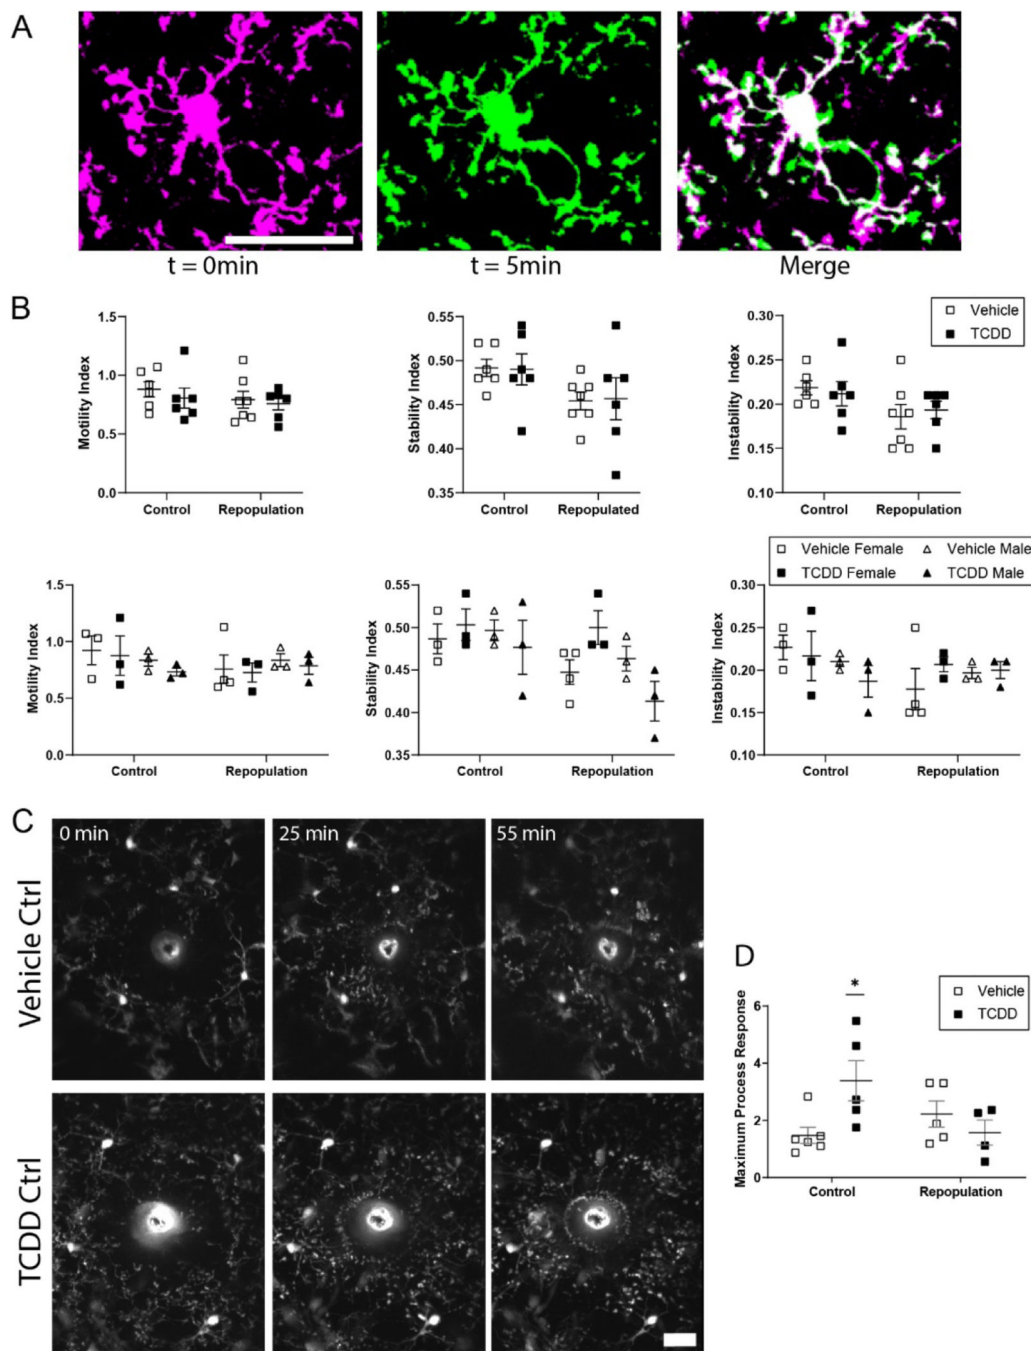 A
t = 0min
t = 5min
Merge
B
Motility Index
1.5
1.0
0.5
0.0
Control
Repopulation
Stability Index
0.55
0.50
0.45
0.40
0.35
Control
Repopulated
Instability Index
0.30
0.25
0.20
0.15
0.10
Control
Repopulation
Vehicle
TCDD
Motility Index
1.5
1.0
0.5
0.0
Control
Repopulation
Stability Index
0.55
0.50
0.45
0.40
0.35
Control
Repopulation
Instability Index
0.30
0.25
0.20
0.15
0.10
Control
Repopulation
Vehicle Female
Vehicle Male
TCDD Female
TCDD Male
C
0 min
25 min
55 min
Vehicle Ctrl
TCDD Ctrl
D
Maximum Process Response
6
4
2
0
*
Control
Repopulation
Vehicle
TCDD